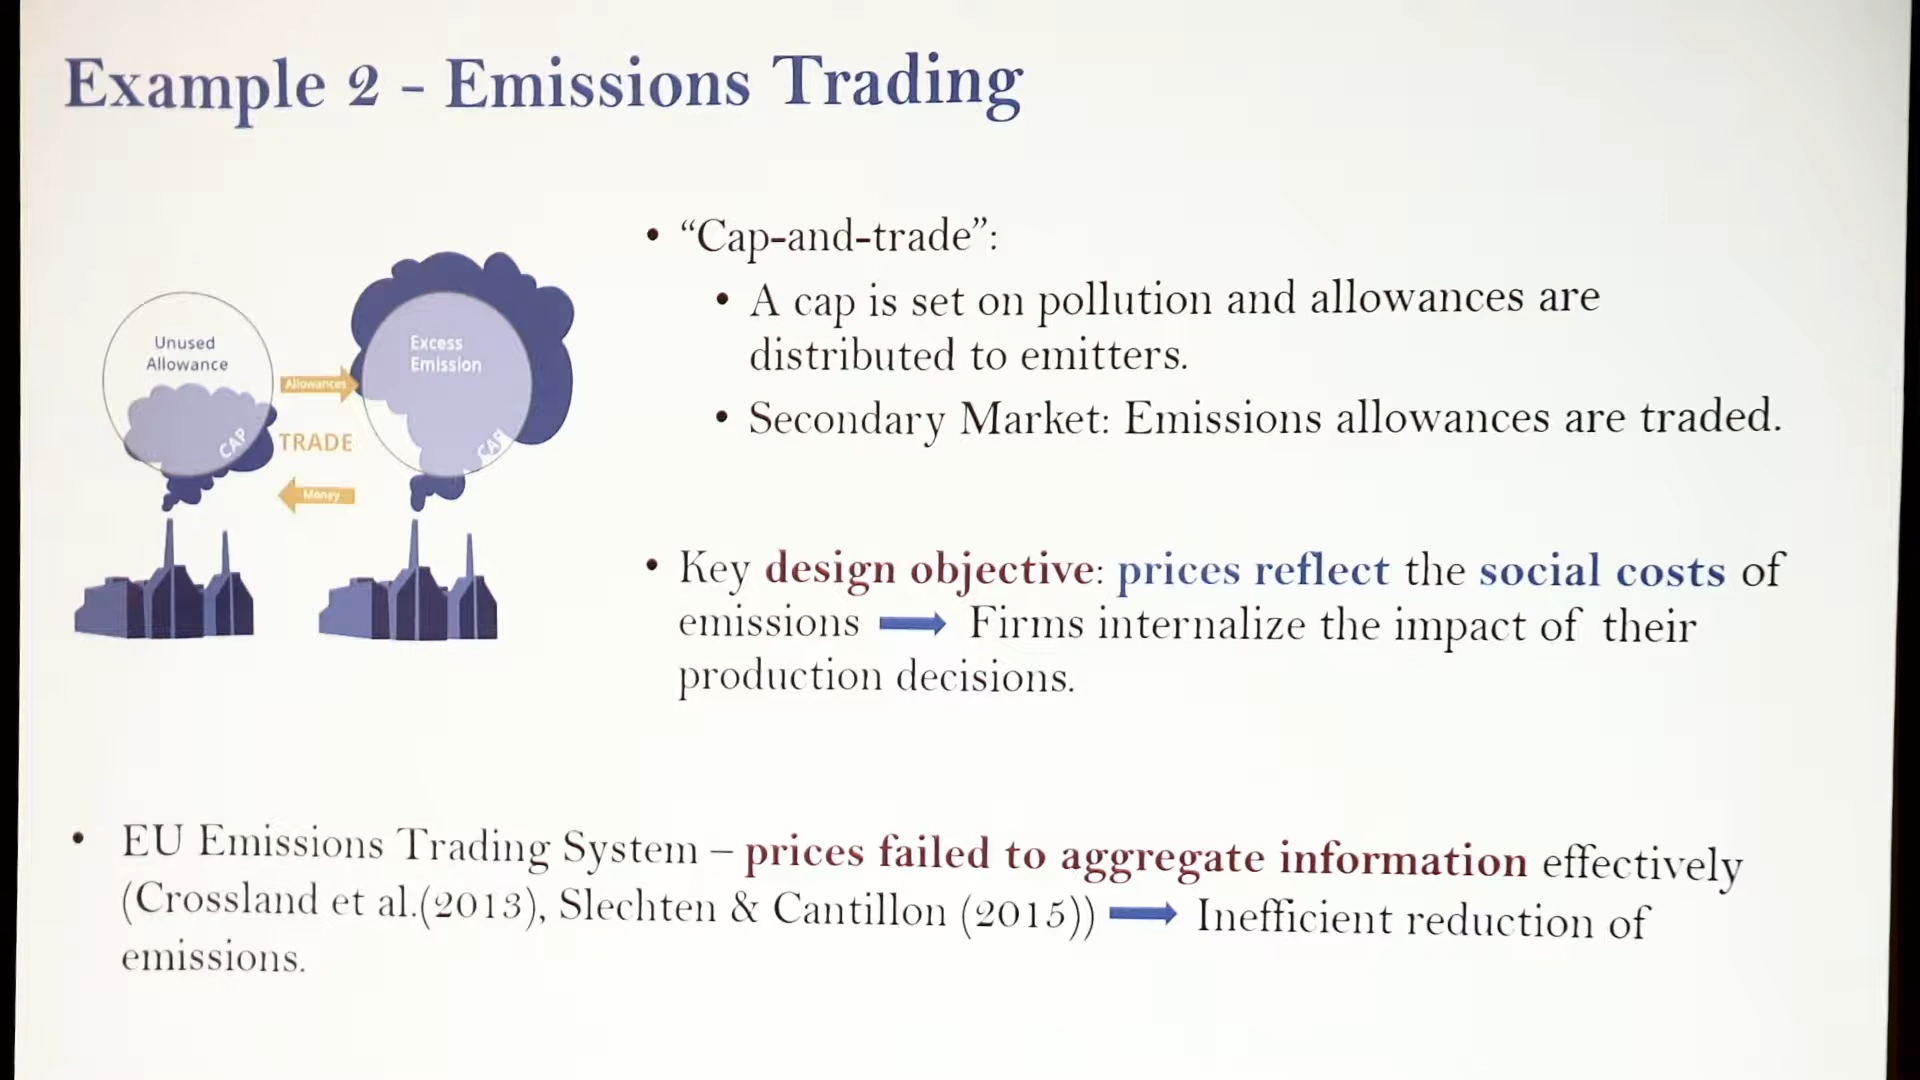 Example 2 - Emissions Trading
Unused
Allowance
CAP
Allowances
TRADE
Money
Excess
Emission
CAP
• “Cap-and-trade”:
• A cap is set on pollution and allowances are
distributed to emitters.
• Secondary Market: Emissions allowances are traded.
• Key design objective: prices reflect the social costs of
emissions ➡ Firms internalize the impact of their
production decisions.
• EU Emissions Trading System – prices failed to aggregate information effectively
(Crossland et al.(2013), Slechten & Cantillon (2015)) ➡ Inefficient reduction of
emissions.